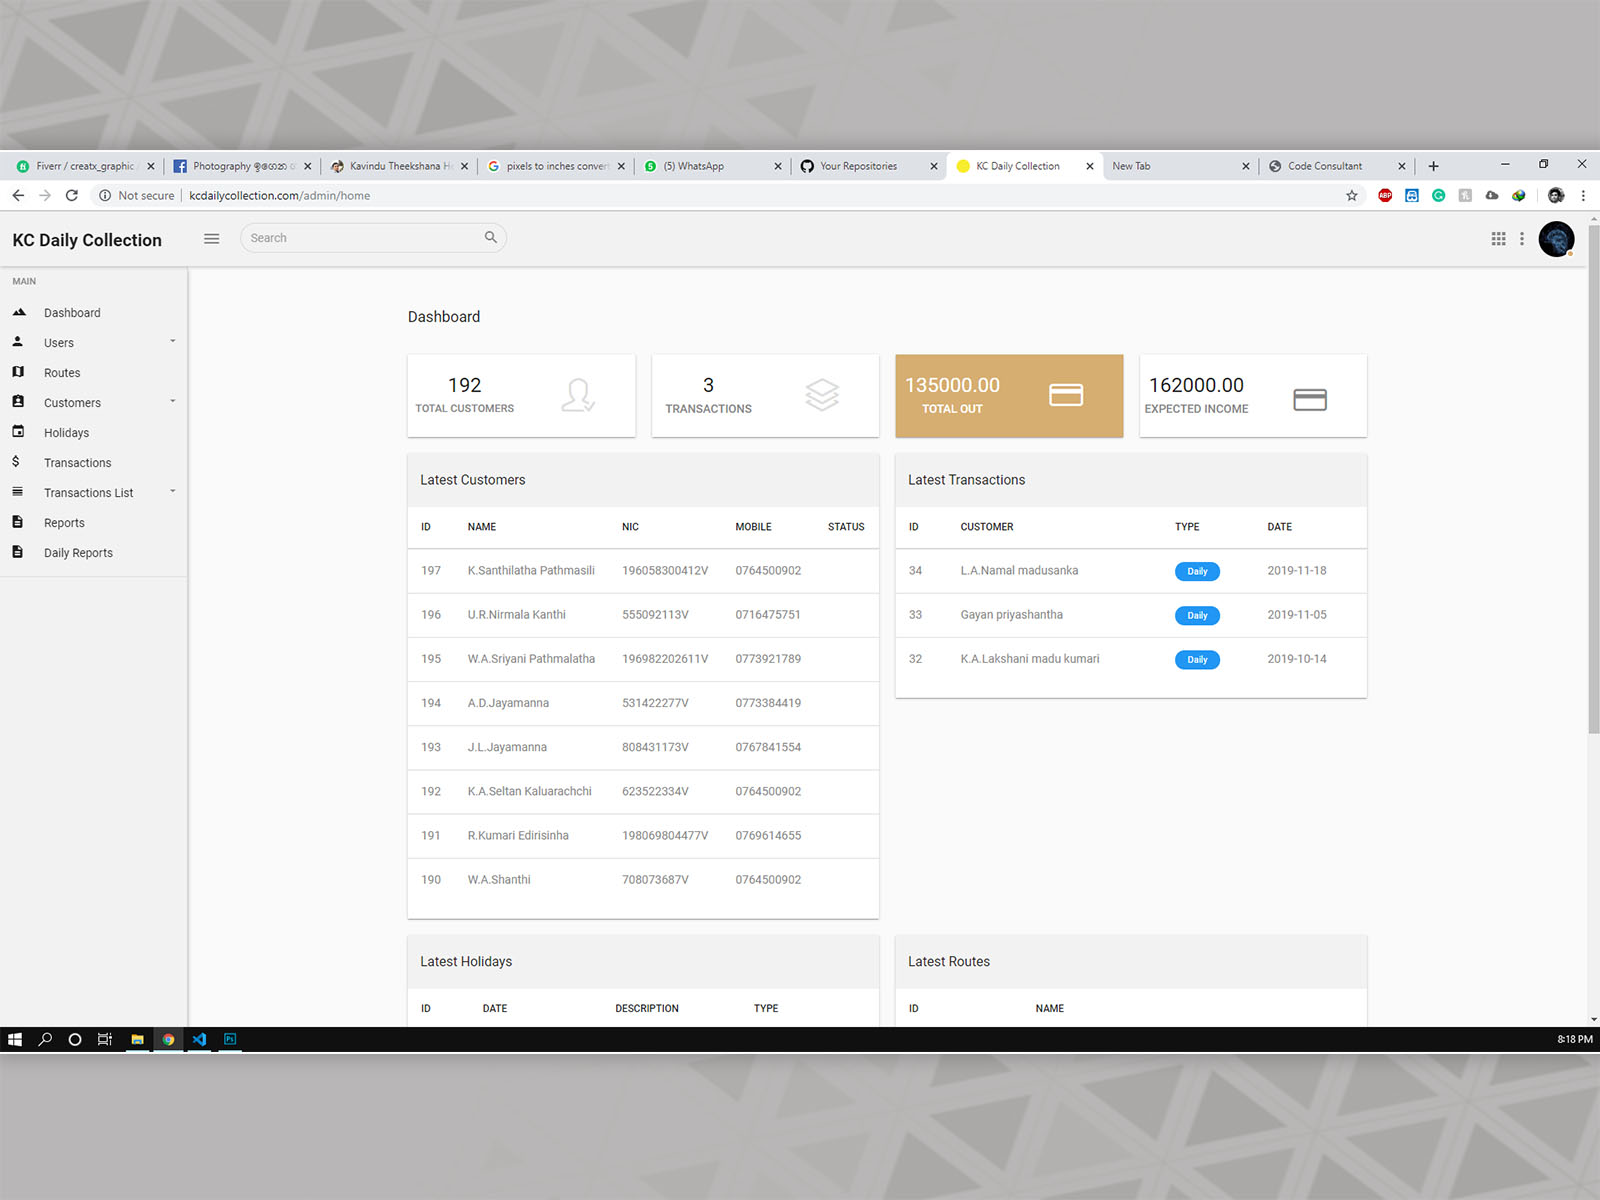 Fiverr / creatx_graphic
Photography
Kavindu Theekshana He
pixels to inches convert
(5) WhatsApp
Your Repositories
KC Daily Collection
New Tab
Code Consultant
Not secure
kcdailycollection.com/admin/home
ABP
KC Daily Collection
Search
MAIN
Dashboard
Users
Routes
Customers
Holidays
Transactions
Transactions List
Reports
Daily Reports
Dashboard
192
TOTAL CUSTOMERS
3
TRANSACTIONS
135000.00
TOTAL OUT
162000.00
EXPECTED INCOME
Latest Customers
ID NAME NIC MOBILE STATUS
197 K.Santhilatha Pathmasili 196058300412V 0764500902
196 U.R.Nirmala Kanthi 555092113V 0716475751
195 W.A.Sriyani Pathmalatha 196982202611V 0773921789
194 A.D.Jayamanna 531422277V 0773384419
193 J.L.Jayamanna 808431173V 0767841554
192 K.A.Seltan Kaluarachchi 623522334V 0764500902
191 R.Kumari Edirisinha 198069804477V 0769614655
190 W.A.Shanthi 708073687V 0764500902
Latest Transactions
ID CUSTOMER TYPE DATE
34 L.A.Namal madusanka Daily 2019-11-18
33 Gayan priyashantha Daily 2019-11-05
32 K.A.Lakshani madu kumari Daily 2019-10-14
Latest Holidays
ID DATE DESCRIPTION TYPE
Latest Routes
ID NAME
Ps
8:18 PM